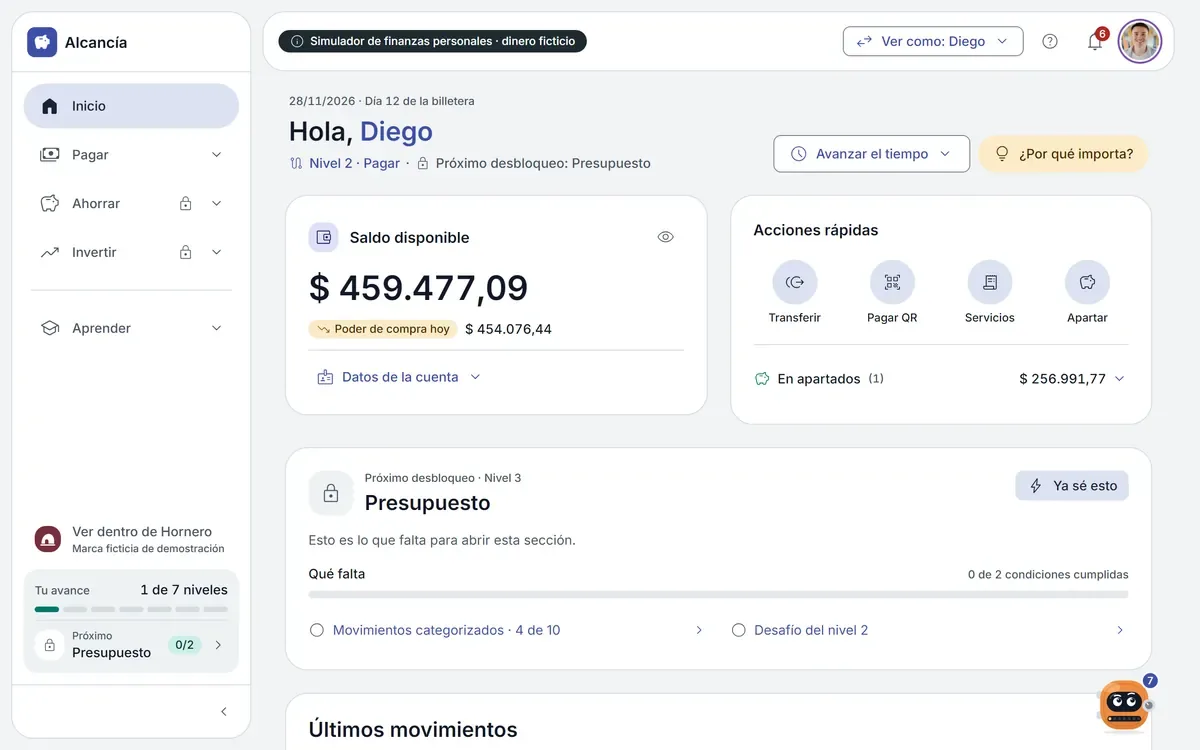 Alcancía
Inicio
Pagar
Ahorrar
Invertir
Aprender
Ver dentro de Hornero
Marca ficticia de demostración
Tu avance
1 de 7 niveles
Próximo
Presupuesto
0/2
Simulador de finanzas personales · dinero ficticio
Ver como: Diego
6
28/11/2026 · Día 12 de la billetera
Hola, Diego
Nivel 2 · Pagar · Próximo desbloqueo: Presupuesto
Avanzar el tiempo
¿Por qué importa?
Saldo disponible
$ 459.477,09
Poder de compra hoy $ 454.076,44
Datos de la cuenta
Acciones rápidas
Transferir
Pagar QR
Servicios
Apartar
En apartados (1)
$ 256.991,77
Próximo desbloqueo · Nivel 3
Presupuesto
Ya sé esto
Esto es lo que falta para abrir esta sección.
Qué falta
0 de 2 condiciones cumplidas
Movimientos categorizados · 4 de 10
Desafío del nivel 2
7
Últimos movimientos